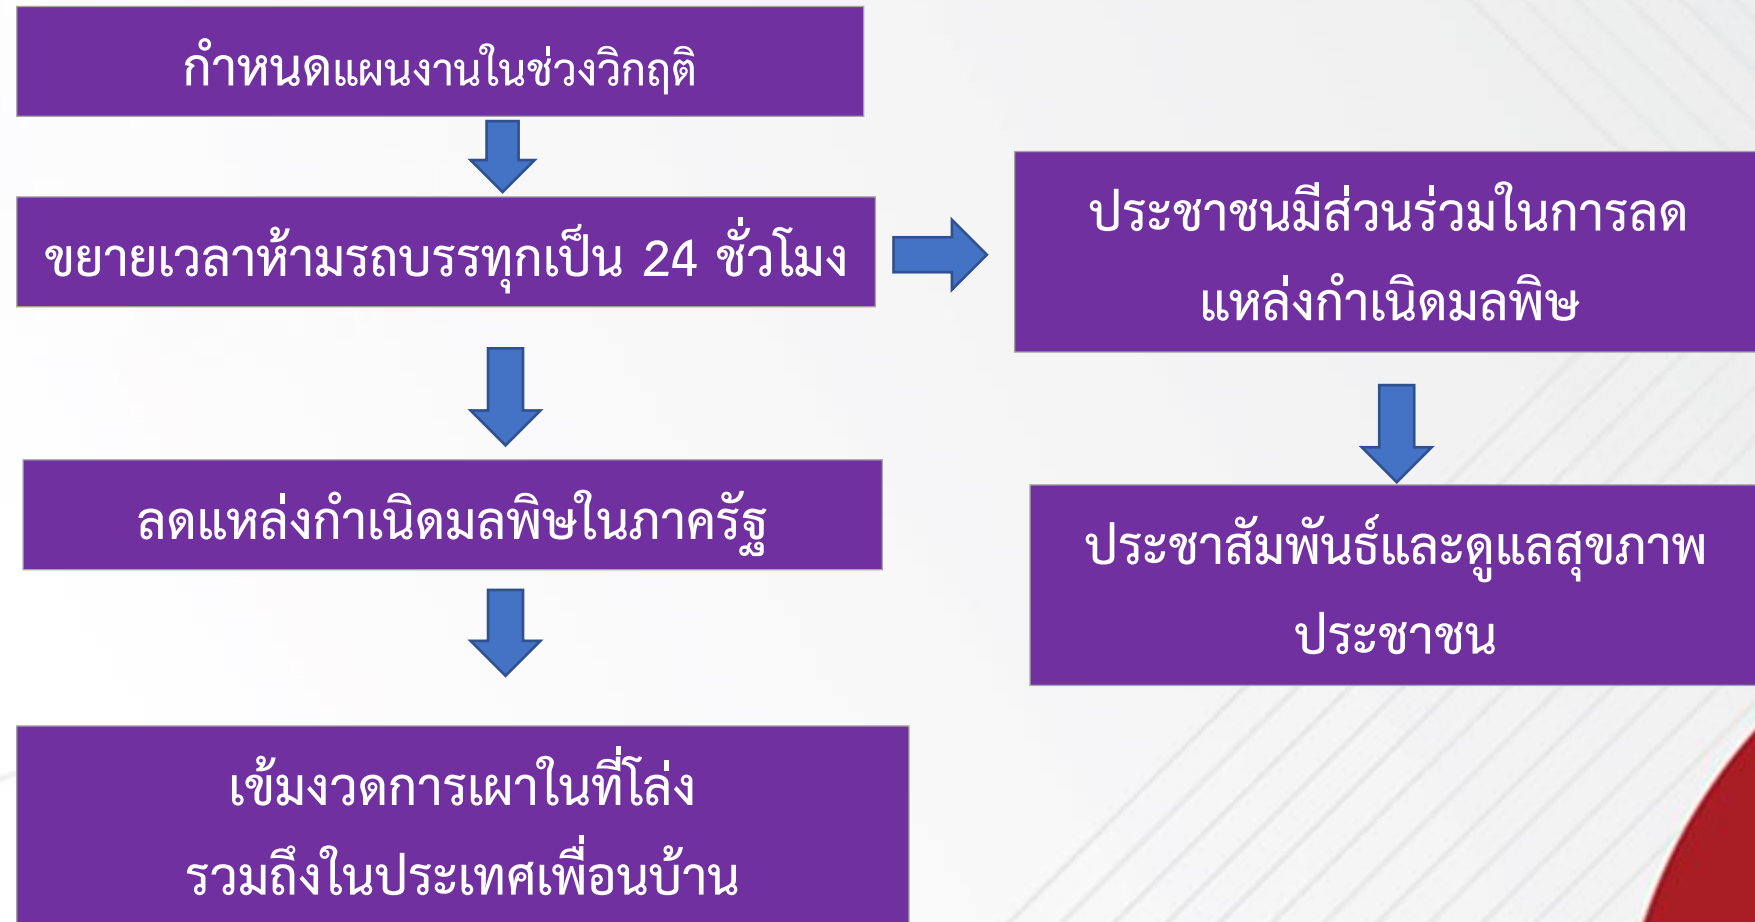 กำหนดแผนงานในช่วงวิกฤติ
ขยายเวลาห้ามรถบรรทุกเป็น 24 ชั่วโมง
ลดแหล่งกำเนิดมลพิษในภาครัฐ
เข้มงวดการเผาในที่โล่ง
รวมถึงในประเทศเพื่อนบ้าน
ประชาชนมีส่วนร่วมในการลด
แหล่งกำเนิดมลพิษ
ประชาสัมพันธ์และดูแลสุขภาพ
ประชาชน